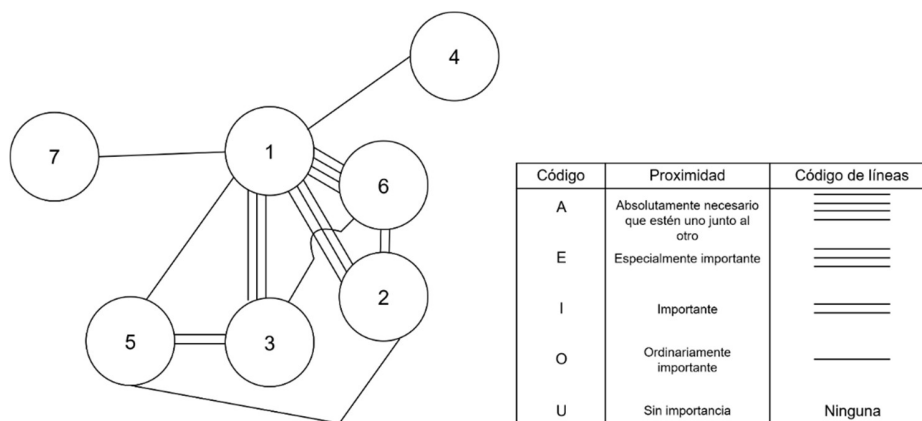 4
7
1
6
2
5
3
Código Proximidad Código de líneas
A Absolutamente necesario
que estén uno junto al
otro
E Especialmente importante
I Importante
O Ordinariamente
importante
U Sin importancia Ninguna